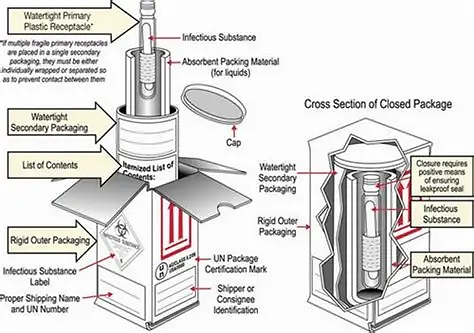 Watertight Primary
Plastic Receptacle*
*If multiple fragile primary receptacles
are placed in a single secondary
packaging, they must be either
individually wrapped or separated so
as to prevent contact between them
Infectious Substance
Absorbent Packing Material
(for liquids)
Watertight
Secondary Packaging
Cap
List of Contents
Itemized List of
Contents:
Rigid Outer Packaging
INFECTIOUS SUBSTANCE
Infectious Substance
Label
Proper Shipping Name
and UN Number
UN Package
Certification Mark
Shipper or
Consignee
Identification
Cross Section of Closed Package
Watertight
Secondary
Packaging
Rigid Outer
Packaging
Closure requires
positive means
of ensuring
leakproof seal
Infectious
Substance
Absorbent
Packing Material